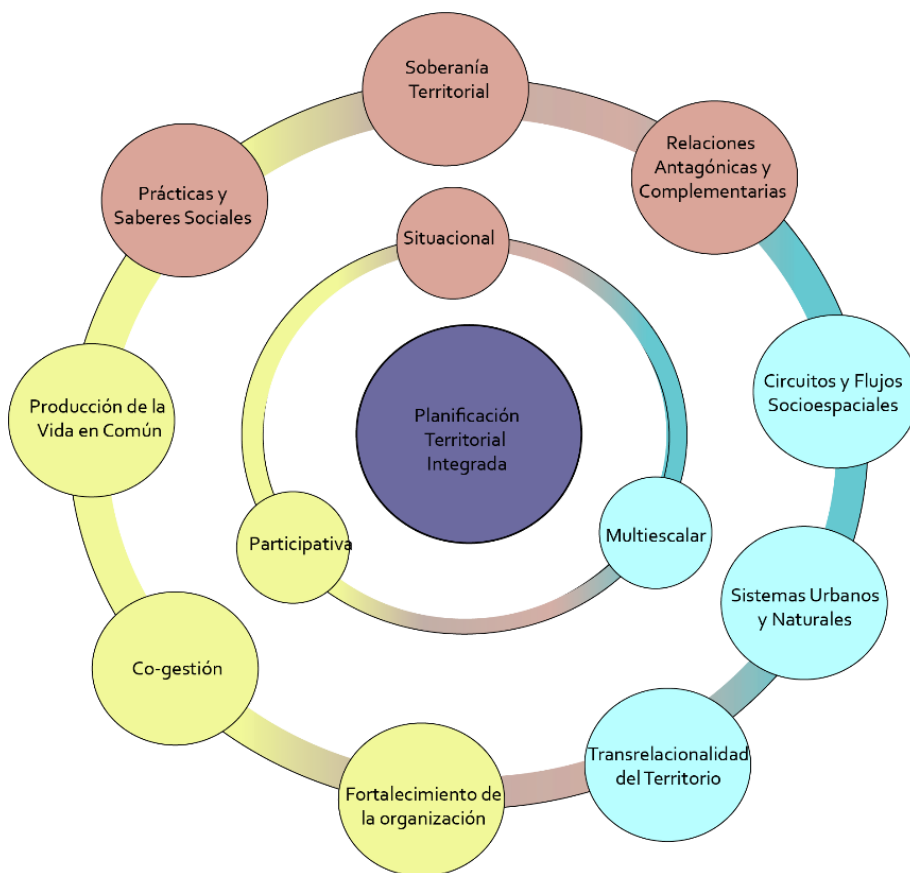 Soberanía
Territorial
Relaciones
Antagónicas y
Complementarias
Prácticas y
Saberes Sociales
Situacional
Circuitos y Flujos
Socioespaciales
Producción de la
Vida en Común
Planificación
Territorial
Integrada
Participativa
Multiescalar
Sistemas Urbanos
y Naturales
Co-gestión
Transrelacionalidad
del Territorio
Fortalecimiento de
la organización